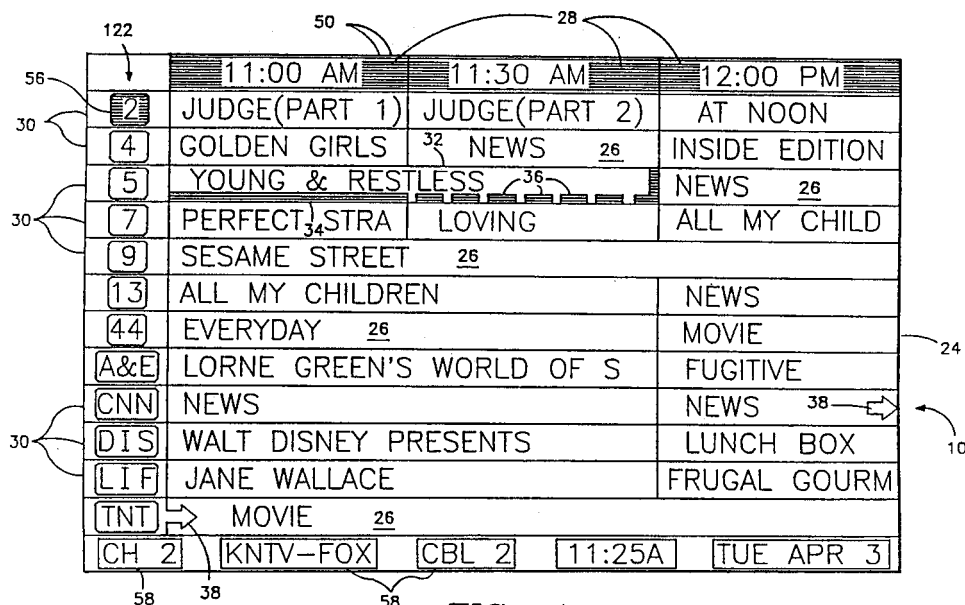 50 28
122
11:00 AM 11:30 AM 12:00 PM
56
30
2 JUDGE(PART 1) JUDGE(PART 2) AT NOON
4 GOLDEN GIRLS 32 NEWS 26 INSIDE EDITION
30
5 YOUNG & RESTLESS 36 NEWS 26
7 PERFECT STRA 34 LOVING ALL MY CHILD
9 SESAME STREET 26
13 ALL MY CHILDREN NEWS
44 EVERYDAY 26 MOVIE
24
A&E LORNE GREEN'S WORLD OF S FUGITIVE
CNN NEWS NEWS 38
30 10
DIS WALT DISNEY PRESENTS LUNCH BOX
LIF JANE WALLACE FRUGAL GOURM
TNT MOVIE 26
CH 2 KNTV-FOX CBL 2 11:25A TUE APR 3
58 38 58